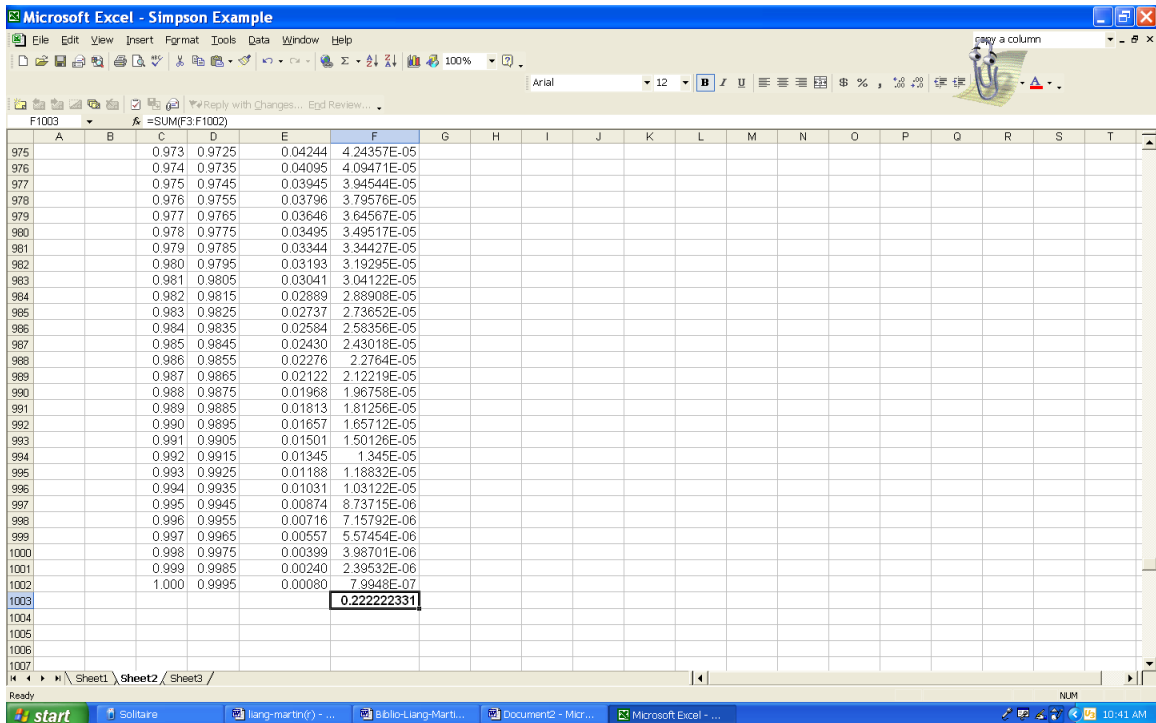 Microsoft Excel - Simpson Example
File Edit View Insert Format Tools Data Window Help
copy a column
100%
Arial 12 B I U $ % ,
Reply with Changes... End Review...
F1003 fx =SUM(F3:F1002)
A B C D E F G H I J K L M N O P Q R S T
975 0.973 0.9725 0.04244 4.24357E-05
976 0.974 0.9735 0.04095 4.09471E-05
977 0.975 0.9745 0.03945 3.94544E-05
978 0.976 0.9755 0.03796 3.79576E-05
979 0.977 0.9765 0.03646 3.64567E-05
980 0.978 0.9775 0.03495 3.49517E-05
981 0.979 0.9785 0.03344 3.34427E-05
982 0.980 0.9795 0.03193 3.19295E-05
983 0.981 0.9805 0.03041 3.04122E-05
984 0.982 0.9815 0.02889 2.88908E-05
985 0.983 0.9825 0.02737 2.73652E-05
986 0.984 0.9835 0.02584 2.58356E-05
987 0.985 0.9845 0.02430 2.43018E-05
988 0.986 0.9855 0.02276 2.2764E-05
989 0.987 0.9865 0.02122 2.12219E-05
990 0.988 0.9875 0.01968 1.96758E-05
991 0.989 0.9885 0.01813 1.81256E-05
992 0.990 0.9895 0.01657 1.65712E-05
993 0.991 0.9905 0.01501 1.50126E-05
994 0.992 0.9915 0.01345 1.345E-05
995 0.993 0.9925 0.01188 1.18832E-05
996 0.994 0.9935 0.01031 1.03122E-05
997 0.995 0.9945 0.00874 8.73715E-06
998 0.996 0.9955 0.00716 7.15792E-06
999 0.997 0.9965 0.00557 5.57454E-06
1000 0.998 0.9975 0.00399 3.98701E-06
1001 0.999 0.9985 0.00240 2.39532E-06
1002 1.000 0.9995 0.00080 7.9948E-07
1003 0.222222331
1004
1005
1006
1007
Sheet1 Sheet2 Sheet3
Ready NUM
start Solitaire liang-martin(r) - ... Biblio-Liang-Marti... Document2 - Micr... Microsoft Excel - ... 10:41 AM